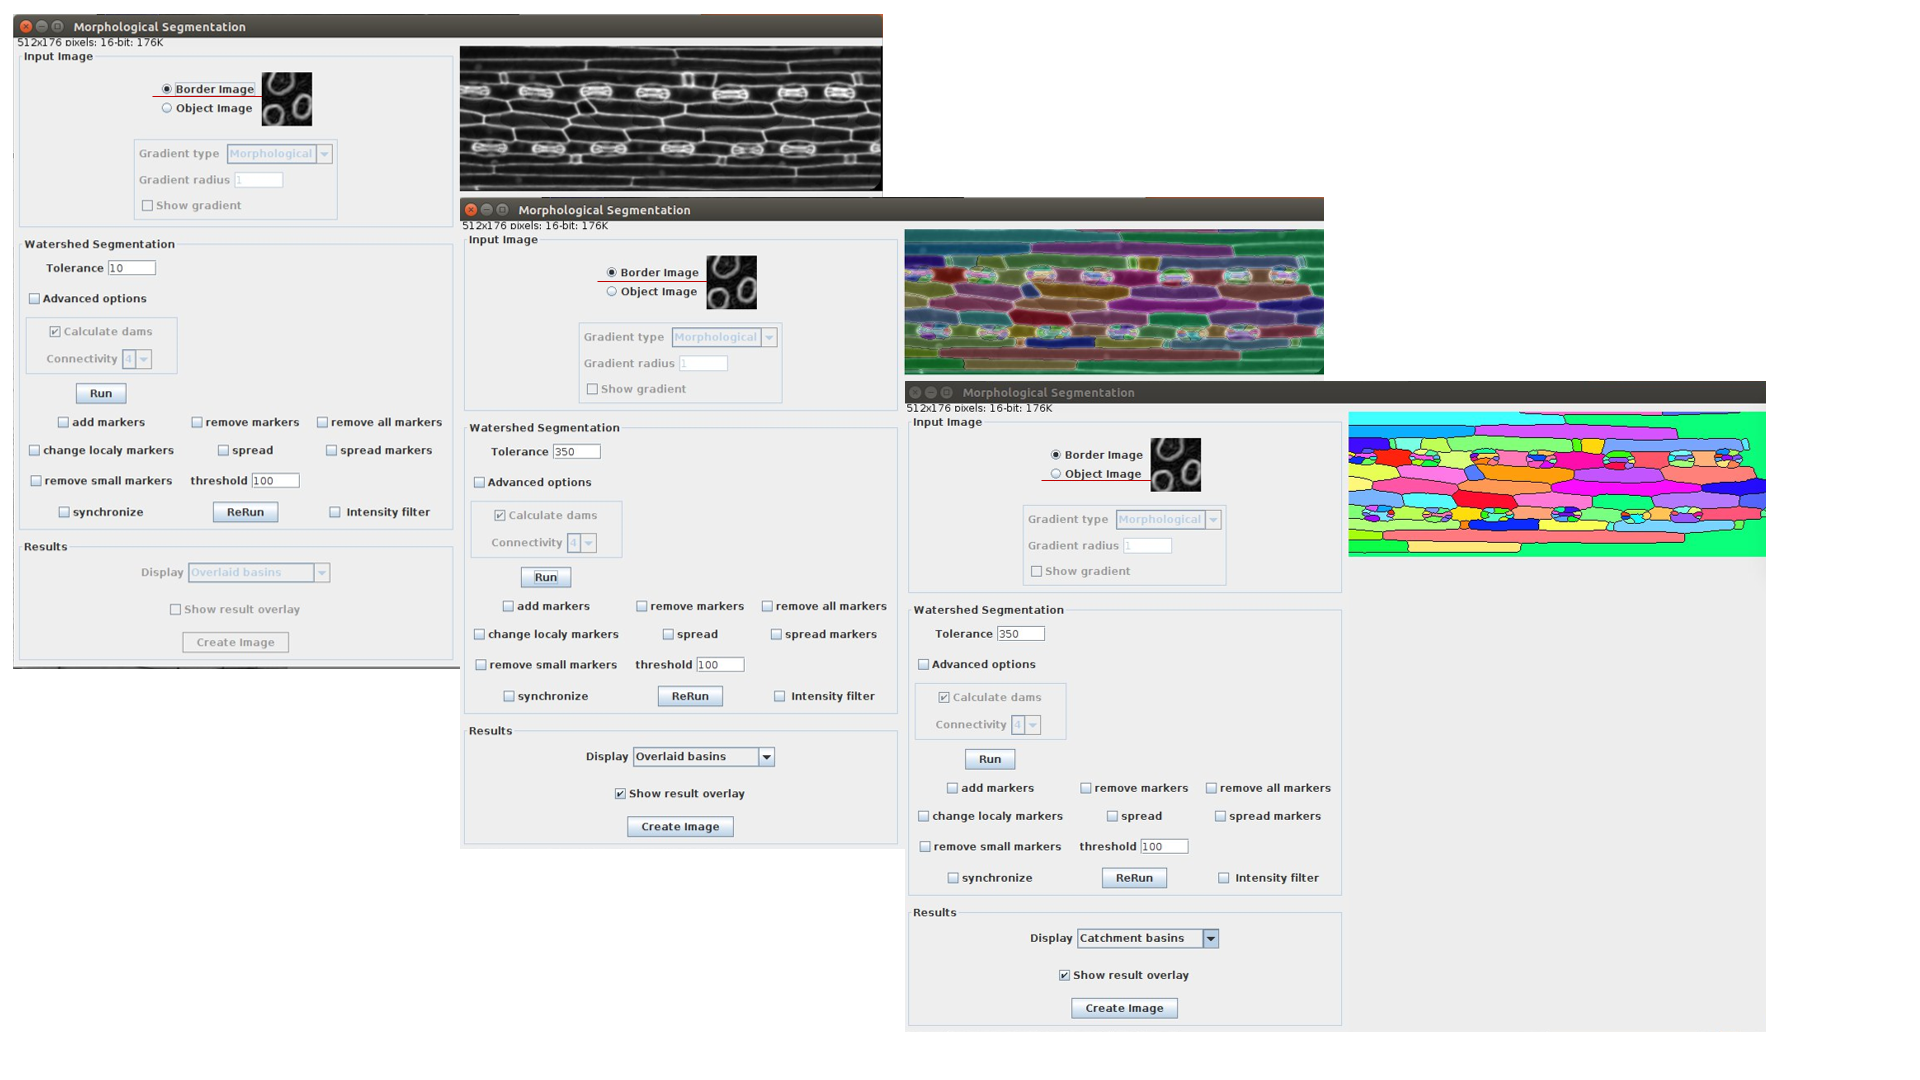 Morphological Segmentation
512x176 pixels: 16-bit: 176K
Input Image
Border Image
Object Image
Gradient type Morphological
Gradient radius 1
Show gradient
Watershed Segmentation
Tolerance 10
Advanced options
Calculate dams
Connectivity 4
Run
add markers remove markers remove all markers
change localy markers spread spread markers
remove small markers threshold 100
synchronize ReRun Intensity filter
Results
Display Overlaid basins
Show result overlay
Create Image
Morphological Segmentation
512x176 pixels: 16-bit: 176K
Input Image
Border Image
Object Image
Gradient type Morphological
Gradient radius 1
Show gradient
Watershed Segmentation
Tolerance 350
Advanced options
Calculate dams
Connectivity 4
Run
add markers remove markers remove all markers
change localy markers spread spread markers
remove small markers threshold 100
synchronize ReRun Intensity filter
Results
Display Overlaid basins
Show result overlay
Create Image
Morphological Segmentation
512x176 pixels: 16-bit: 176K
Input Image
Border Image
Object Image
Gradient type Morphological
Gradient radius 1
Show gradient
Watershed Segmentation
Tolerance 350
Advanced options
Calculate dams
Connectivity 4
Run
add markers remove markers remove all markers
change localy markers spread spread markers
remove small markers threshold 100
synchronize ReRun Intensity filter
Results
Display Catchment basins
Show result overlay
Create Image